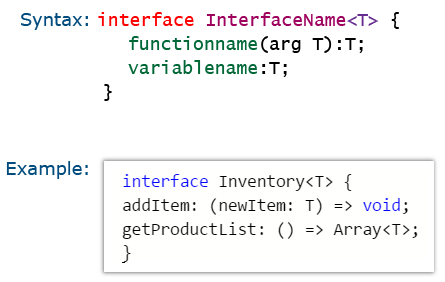 Syntax: interface InterfaceName<T> {
functionname(arg T):T;
variablename:T;
}
Example:
interface Inventory<T> {
addItem: (newItem: T) => void;
getProductList: () => Array<T>;
}